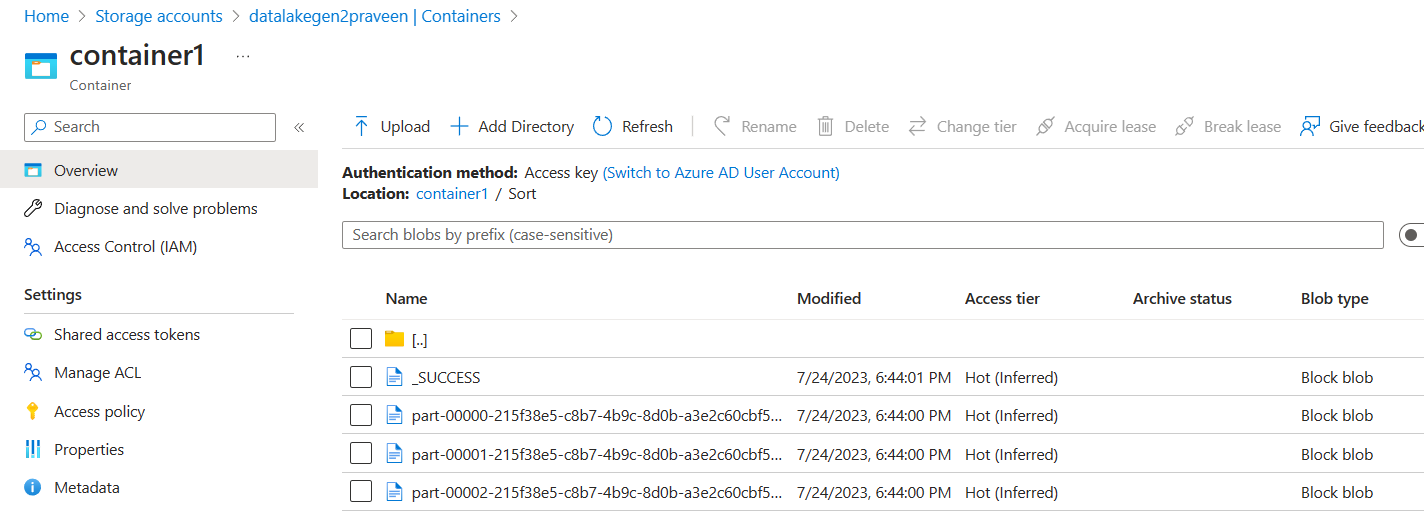 Home > Storage accounts > datalakegen2praveen | Containers >
container1 ...
Container
Search «
Overview
Diagnose and solve problems
Access Control (IAM)
Settings
Shared access tokens
Manage ACL
Access policy
Properties
Metadata
Upload Add Directory Refresh Rename Delete Change tier Acquire lease Break lease Give feedback
Authentication method: Access key (Switch to Azure AD User Account)
Location: container1 / Sort
Search blobs by prefix (case-sensitive)
Name Modified Access tier Archive status Blob type
[..]
_SUCCESS 7/24/2023, 6:44:01 PM Hot (Inferred) Block blob
part-00000-215f38e5-c8b7-4b9c-8d0b-a3e2c60cbf5... 7/24/2023, 6:44:00 PM Hot (Inferred) Block blob
part-00001-215f38e5-c8b7-4b9c-8d0b-a3e2c60cbf5... 7/24/2023, 6:44:00 PM Hot (Inferred) Block blob
part-00002-215f38e5-c8b7-4b9c-8d0b-a3e2c60cbf5... 7/24/2023, 6:44:00 PM Hot (Inferred) Block blob